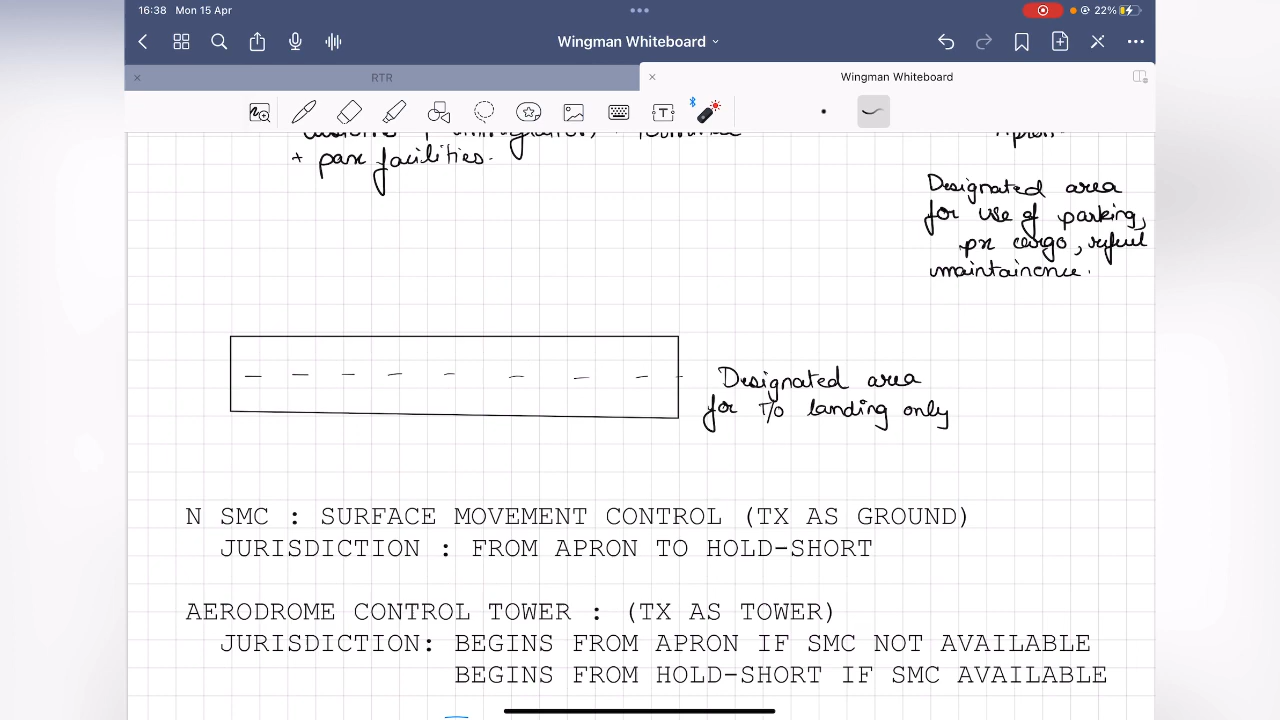 16:38 Mon 15 Apr
22%
Wingman Whiteboard
RTR
Wingman Whiteboard
+ pax facilities.
Apron
Designated area
for use of parking,
px cargo, refuel
maintainence.
Designated area
for T/o landing only
N SMC : SURFACE MOVEMENT CONTROL (TX AS GROUND)
JURISDICTION : FROM APRON TO HOLD-SHORT
AERODROME CONTROL TOWER : (TX AS TOWER)
JURISDICTION: BEGINS FROM APRON IF SMC NOT AVAILABLE
BEGINS FROM HOLD-SHORT IF SMC AVAILABLE